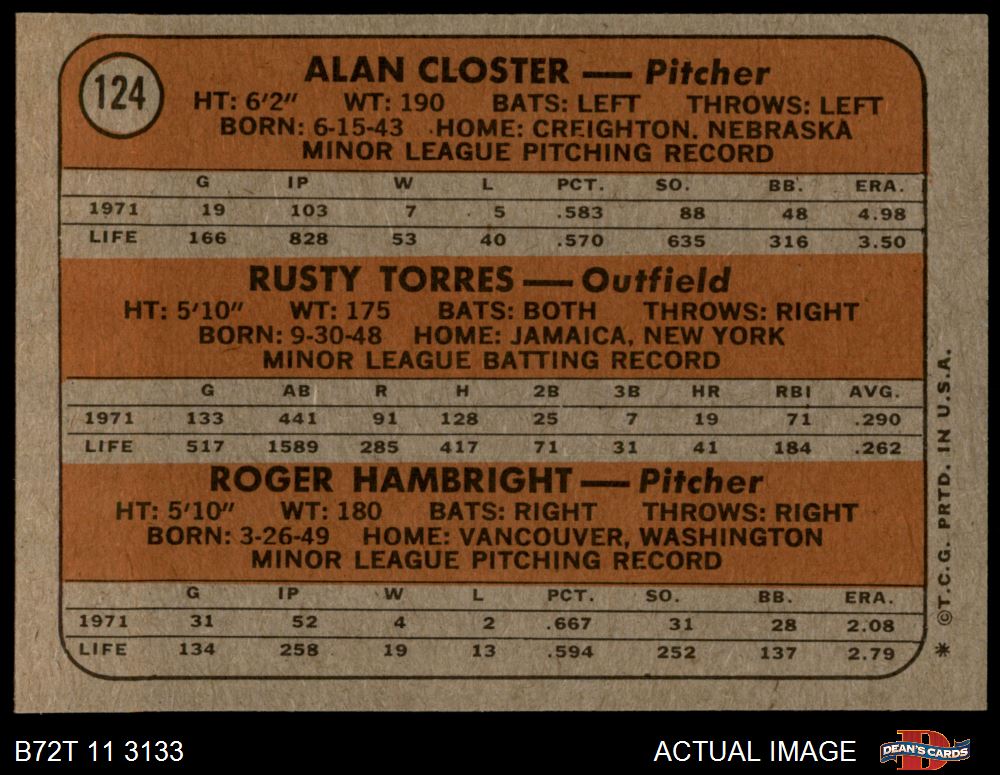 124
ALAN CLOSTER — Pitcher
HT: 6'2" WT: 190 BATS: LEFT THROWS: LEFT
BORN: 6-15-43 HOME: CREIGHTON. NEBRASKA
MINOR LEAGUE PITCHING RECORD
G IP W L PCT. SO. BB. ERA.
1971 19 103 7 5 .583 88 48 4.98
LIFE 166 828 53 40 .570 635 316 3.50
RUSTY TORRES — Outfield
HT: 5'10" WT: 175 BATS: BOTH THROWS: RIGHT
BORN: 9-30-48 HOME: JAMAICA, NEW YORK
MINOR LEAGUE BATTING RECORD
G AB R H 2B 3B HR RBI AVG.
1971 133 441 91 128 25 7 19 71 .290
LIFE 517 1589 285 417 71 31 41 184 .262
ROGER HAMBRIGHT — Pitcher
HT: 5'10" WT: 180 BATS: RIGHT THROWS: RIGHT
BORN: 3-26-49 HOME: VANCOUVER, WASHINGTON
MINOR LEAGUE PITCHING RECORD
G IP W L PCT. SO. BB. ERA.
1971 31 52 4 2 .667 31 28 2.08
LIFE 134 258 19 13 .594 252 137 2.79
* ©T.C.G. PRTD. IN U.S.A.
B72T 11 3133 ACTUAL IMAGE
D
DEAN'S CARDS